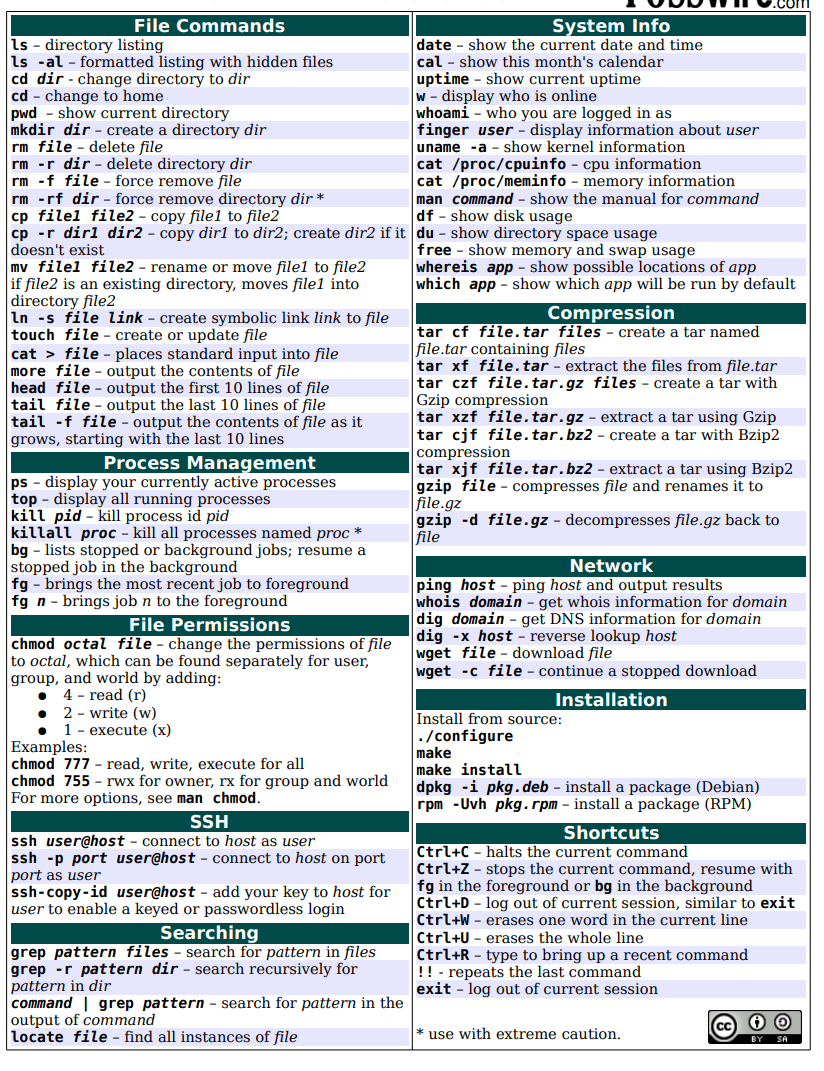 .com
File Commands
ls – directory listing
ls -al – formatted listing with hidden files
cd dir - change directory to dir
cd – change to home
pwd – show current directory
mkdir dir – create a directory dir
rm file – delete file
rm -r dir – delete directory dir
rm -f file – force remove file
rm -rf dir – force remove directory dir *
cp file1 file2 – copy file1 to file2
cp -r dir1 dir2 – copy dir1 to dir2; create dir2 if it
doesn't exist
mv file1 file2 – rename or move file1 to file2
if file2 is an existing directory, moves file1 into
directory file2
ln -s file link – create symbolic link link to file
touch file – create or update file
cat > file – places standard input into file
more file – output the contents of file
head file – output the first 10 lines of file
tail file – output the last 10 lines of file
tail -f file – output the contents of file as it
grows, starting with the last 10 lines
Process Management
ps – display your currently active processes
top – display all running processes
kill pid – kill process id pid
killall proc – kill all processes named proc *
bg – lists stopped or background jobs; resume a
stopped job in the background
fg – brings the most recent job to foreground
fg n – brings job n to the foreground
File Permissions
chmod octal file – change the permissions of file
to octal, which can be found separately for user,
group, and world by adding:
● 4 – read (r)
● 2 – write (w)
● 1 – execute (x)
Examples:
chmod 777 – read, write, execute for all
chmod 755 – rwx for owner, rx for group and world
For more options, see man chmod.
SSH
ssh user@host – connect to host as user
ssh -p port user@host – connect to host on port
port as user
ssh-copy-id user@host – add your key to host for
user to enable a keyed or passwordless login
Searching
grep pattern files – search for pattern in files
grep -r pattern dir – search recursively for
pattern in dir
command | grep pattern – search for pattern in the
output of command
locate file – find all instances of file
System Info
date – show the current date and time
cal – show this month's calendar
uptime – show current uptime
w – display who is online
whoami – who you are logged in as
finger user – display information about user
uname -a – show kernel information
cat /proc/cpuinfo – cpu information
cat /proc/meminfo – memory information
man command – show the manual for command
df – show disk usage
du – show directory space usage
free – show memory and swap usage
whereis app – show possible locations of app
which app – show which app will be run by default
Compression
tar cf file.tar files – create a tar named
file.tar containing files
tar xf file.tar – extract the files from file.tar
tar czf file.tar.gz files – create a tar with
Gzip compression
tar xzf file.tar.gz – extract a tar using Gzip
tar cjf file.tar.bz2 – create a tar with Bzip2
compression
tar xjf file.tar.bz2 – extract a tar using Bzip2
gzip file – compresses file and renames it to
file.gz
gzip -d file.gz – decompresses file.gz back to
file
Network
ping host – ping host and output results
whois domain – get whois information for domain
dig domain – get DNS information for domain
dig -x host – reverse lookup host
wget file – download file
wget -c file – continue a stopped download
Installation
Install from source:
./configure
make
make install
dpkg -i pkg.deb – install a package (Debian)
rpm -Uvh pkg.rpm – install a package (RPM)
Shortcuts
Ctrl+C – halts the current command
Ctrl+Z – stops the current command, resume with
fg in the foreground or bg in the background
Ctrl+D – log out of current session, similar to exit
Ctrl+W – erases one word in the current line
Ctrl+U – erases the whole line
Ctrl+R – type to bring up a recent command
!! - repeats the last command
exit – log out of current session
* use with extreme caution.
cc BY SA